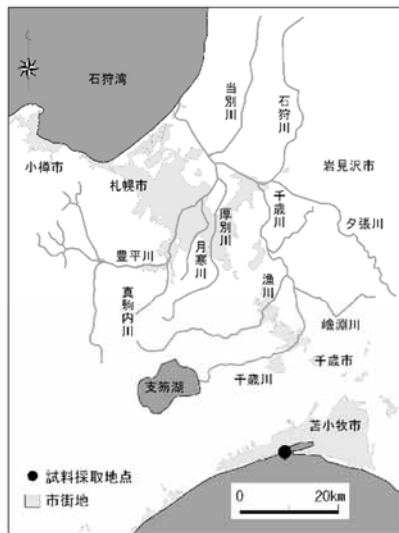 石狩湾
当別川
石狩川
小樽市
札幌市
岩見沢市
千歳川
夕張川
厚別川
月寒川
豊平川
真駒内川
漁川
嶮淵川
千歳市
支笏湖
千歳川
苫小牧市
試料採取地点
市街地
0 20km